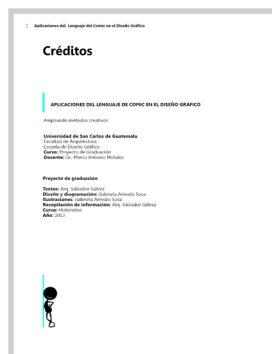 2 Aplicaciones del Lenguaje del Comic en el Diseño Gráfico
Créditos
APLICACIONES DEL LENGUAJE DE COMIC EN EL DISEÑO GRÁFICO
Ampliando métodos creativos
Universidad de San Carlos de Guatemala
Facultad de Arquitectura
Escuela de Diseño Gráfico
Curso: Proyecto de Graduación
Docente: Lic. Marco Antonio Morales
Proyecto de graduación
Textos: Arq. Salvador Gálvez
Diseño y diagramación: Gabriela Arévalo Sosa
Ilustraciones: Gabriela Arévalo Sosa
Recopilación de información: Arq. Salvador Gálvez
Curso: Historietas
Año: 2013